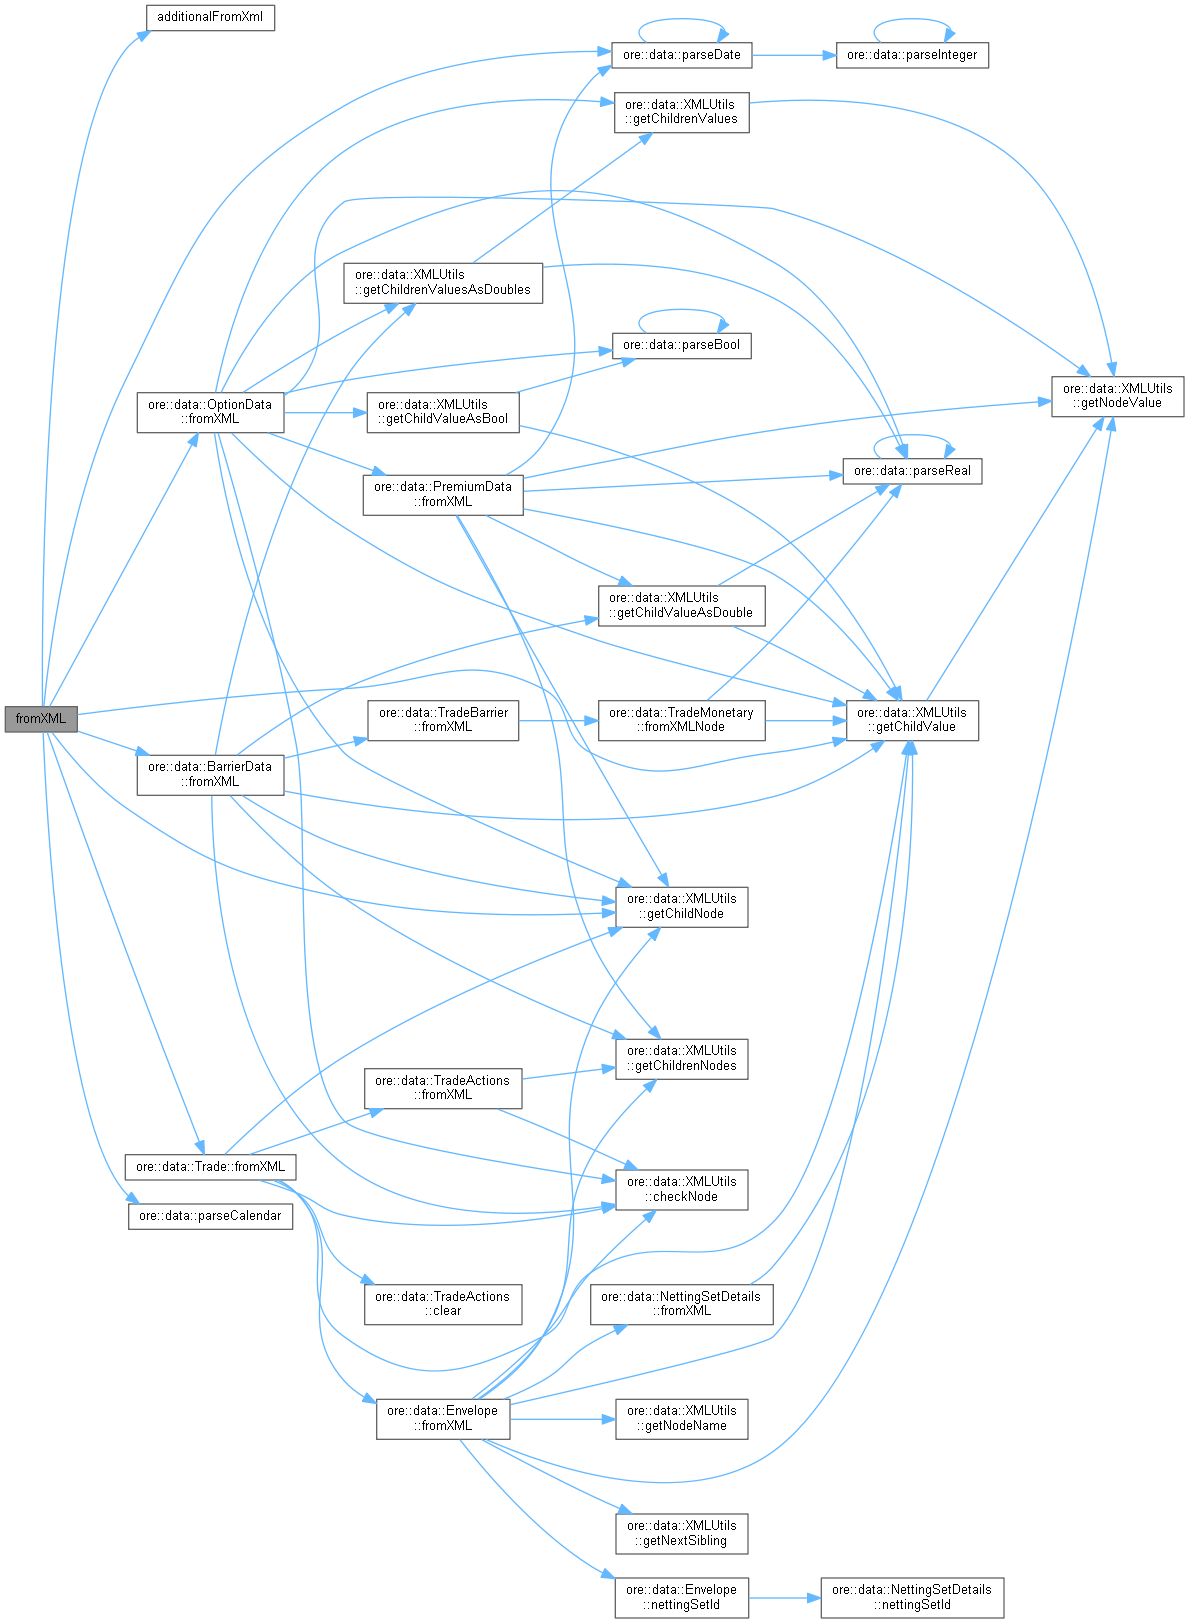 additionalFromXml
ore::data::parseDate
ore::data::parseInteger
ore::data::XMLUtils
::getChildrenValues
ore::data::XMLUtils
::getChildrenValuesAsDoubles
ore::data::parseBool
ore::data::XMLUtils
::getNodeValue
ore::data::OptionData
::fromXML
ore::data::XMLUtils
::getChildValueAsBool
ore::data::parseReal
ore::data::PremiumData
::fromXML
ore::data::XMLUtils
::getChildValueAsDouble
fromXML
ore::data::TradeBarrier
::fromXML
ore::data::TradeMonetary
::fromXMLNode
ore::data::XMLUtils
::getChildValue
ore::data::BarrierData
::fromXML
ore::data::XMLUtils
::getChildNode
ore::data::XMLUtils
::getChildrenNodes
ore::data::TradeActions
::fromXML
ore::data::Trade::fromXML
ore::data::XMLUtils
::checkNode
ore::data::parseCalendar
ore::data::TradeActions
::clear
ore::data::NettingSetDetails
::fromXML
ore::data::Envelope
::fromXML
ore::data::XMLUtils
::getNodeName
ore::data::XMLUtils
::getNextSibling
ore::data::Envelope
::nettingSetId
ore::data::NettingSetDetails
::nettingSetId